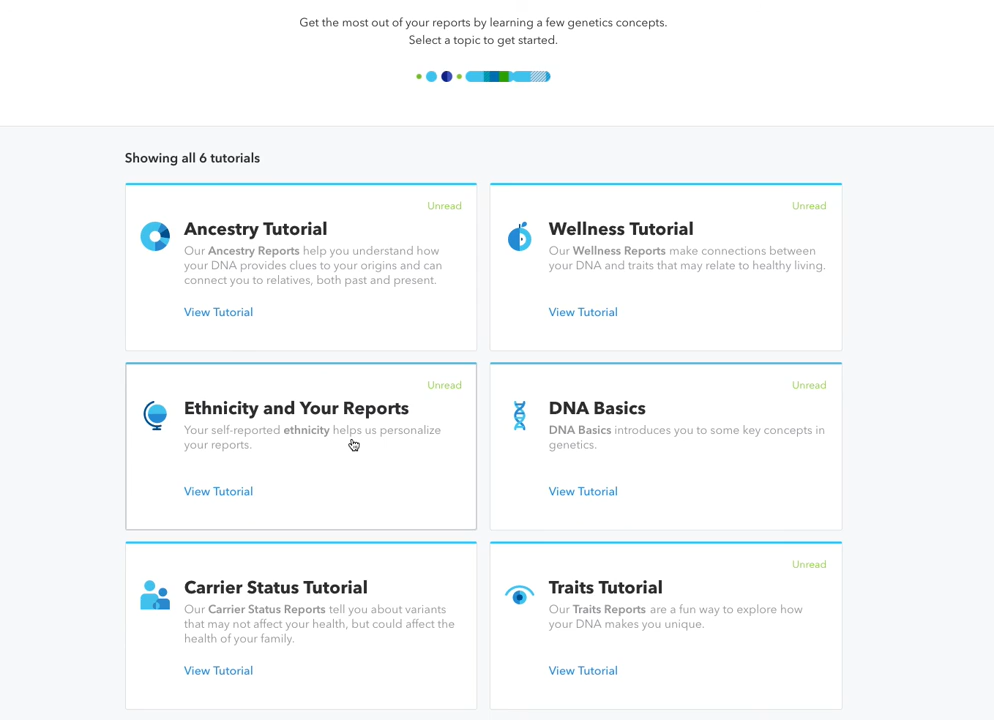 Get the most out of your reports by learning a few genetics concepts.
Select a topic to get started.
Showing all 6 tutorials
Unread
Ancestry Tutorial
Our Ancestry Reports help you understand how
your DNA provides clues to your origins and can
connect you to relatives, both past and present.
View Tutorial
Unread
Wellness Tutorial
Our Wellness Reports make connections between
your DNA and traits that may relate to healthy living.
View Tutorial
Unread
Ethnicity and Your Reports
Your self-reported ethnicity helps us personalize
your reports.
View Tutorial
Unread
DNA Basics
DNA Basics introduces you to some key concepts in
genetics.
View Tutorial
Carrier Status Tutorial
Our Carrier Status Reports tell you about variants
that may not affect your health, but could affect the
health of your family.
View Tutorial
Unread
Traits Tutorial
Our Traits Reports are a fun way to explore how
your DNA makes you unique.
View Tutorial